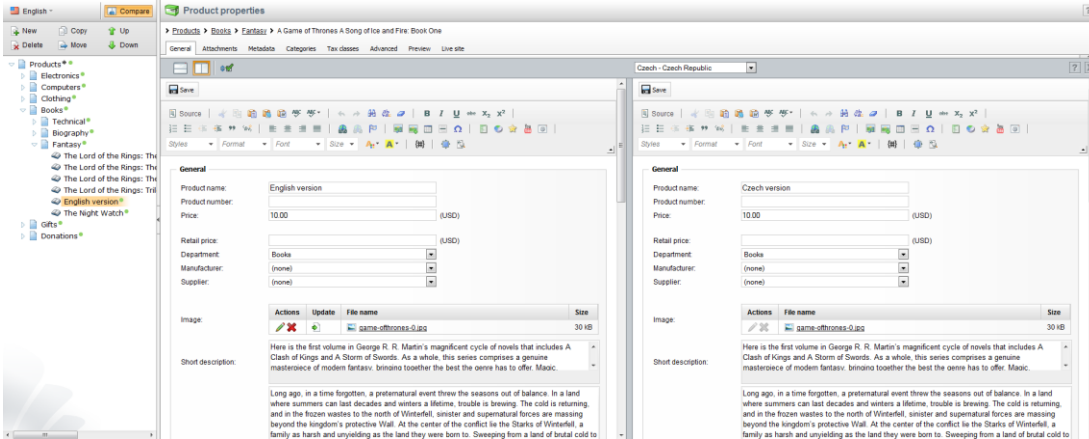 English
Compare
New Copy Up
Delete Move Down
Products
Electronics
Computers
Clothing
Books
Technical
Biography
Fantasy
The Lord of the Rings: The
The Lord of the Rings: The
The Lord of the Rings: Tril
English version
The Night Watch
Gifts
Donations
Product properties
Products > Books > Fantasy > A Game of Thrones A Song of Ice and Fire: Book One
General Attachments Metadata Categories Tax classes Advanced Preview Live site
Save
Source
B I U abc X₂ X²
Styles Format Font Size
General
Product name: English version
Product number:
Price: 10.00 (USD)
Retail price: (USD)
Department: Books
Manufacturer: (none)
Supplier: (none)
Image:
Actions Update File name Size
game-ofthrones-0.jpg 30 kB
Short description:
Here is the first volume in George R. R. Martin's magnificent cycle of novels that includes A
Clash of Kings and A Storm of Swords. As a whole, this series comprises a genuine
masterpiece of modern fantasy, bringing together the best the genre has to offer. Magic,
Long ago, in a time forgotten, a preternatural event threw the seasons out of balance. In a land
where summers can last decades and winters a lifetime, trouble is brewing. The cold is returning,
and in the frozen wastes to the north of Winterfell, sinister and supernatural forces are massing
beyond the kingdom's protective Wall. At the center of the conflict lie the Starks of Winterfell, a
family as harsh and unyielding as the land they were born to. Sweeping from a land of brutal cold to
Czech - Czech Republic
Save
Source
B I U abc X₂ X²
Styles Format Font Size
General
Product name: Czech version
Product number:
Price: 10.00 (USD)
Retail price: (USD)
Department: Books
Manufacturer: (none)
Supplier: (none)
Image:
Actions File name Size
game-ofthrones-0.jpg 30 kB
Short description:
Here is the first volume in George R. R. Martin's magnificent cycle of novels that includes A
Clash of Kings and A Storm of Swords. As a whole, this series comprises a genuine
masterpiece of modern fantasy, bringing together the best the genre has to offer. Magic,
Long ago, in a time forgotten, a preternatural event threw the seasons out of balance. In a land
where summers can last decades and winters a lifetime, trouble is brewing. The cold is returning,
and in the frozen wastes to the north of Winterfell, sinister and supernatural forces are massing
beyond the kingdom's protective Wall. At the center of the conflict lie the Starks of Winterfell, a
family as harsh and unyielding as the land they were born to. Sweeping from a land of brutal cold to